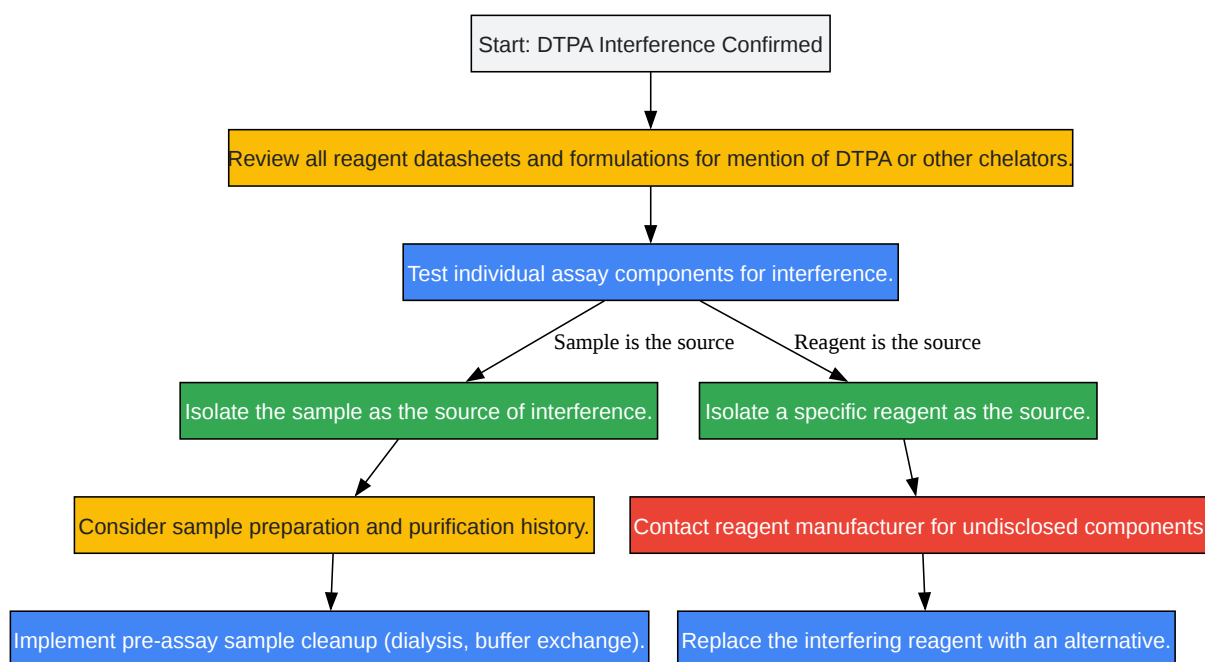 Start: DTPA Interference Confirmed
Review all reagent datasheets and formulations for mention of DTPA or other chelators.
Test individual assay components for interference.
Sample is the source
Reagent is the source
Isolate the sample as the source of interference.
Isolate a specific reagent as the source.
Consider sample preparation and purification history.
Contact reagent manufacturer for undisclosed components
Implement pre-assay sample cleanup (dialysis, buffer exchange).
Replace the interfering reagent with an alternative.